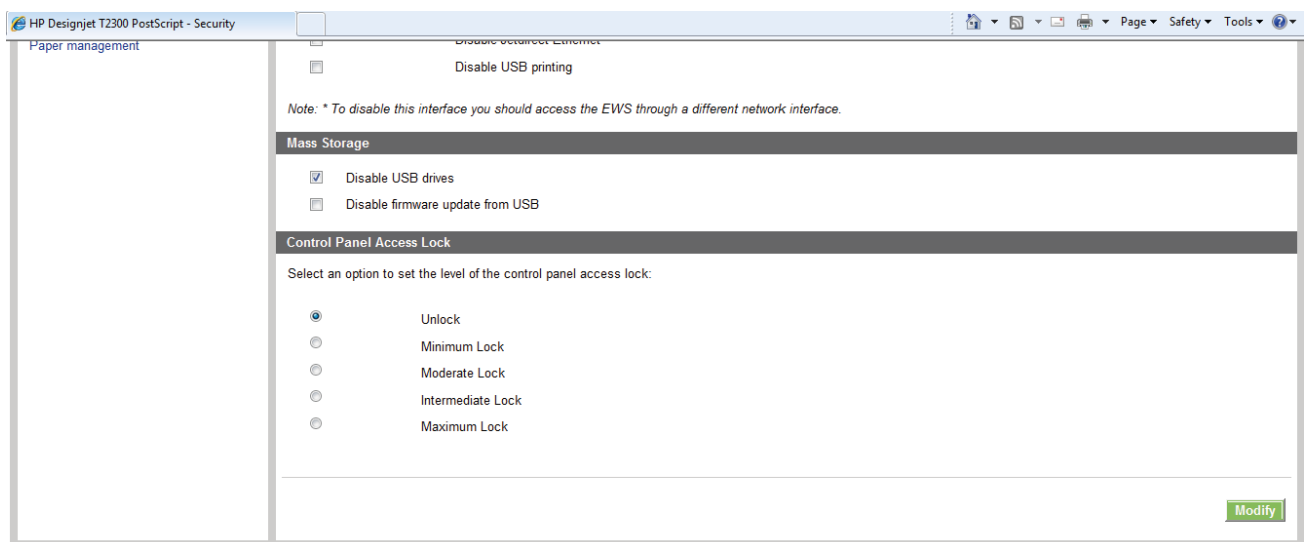 HP Designjet T2300 PostScript - Security
Page Safety Tools
Paper management
Disable Jetdirect Ethernet
Disable USB printing
Note: * To disable this interface you should access the EWS through a different network interface.
Mass Storage
Disable USB drives
Disable firmware update from USB
Control Panel Access Lock
Select an option to set the level of the control panel access lock:
Unlock
Minimum Lock
Moderate Lock
Intermediate Lock
Maximum Lock
Modify